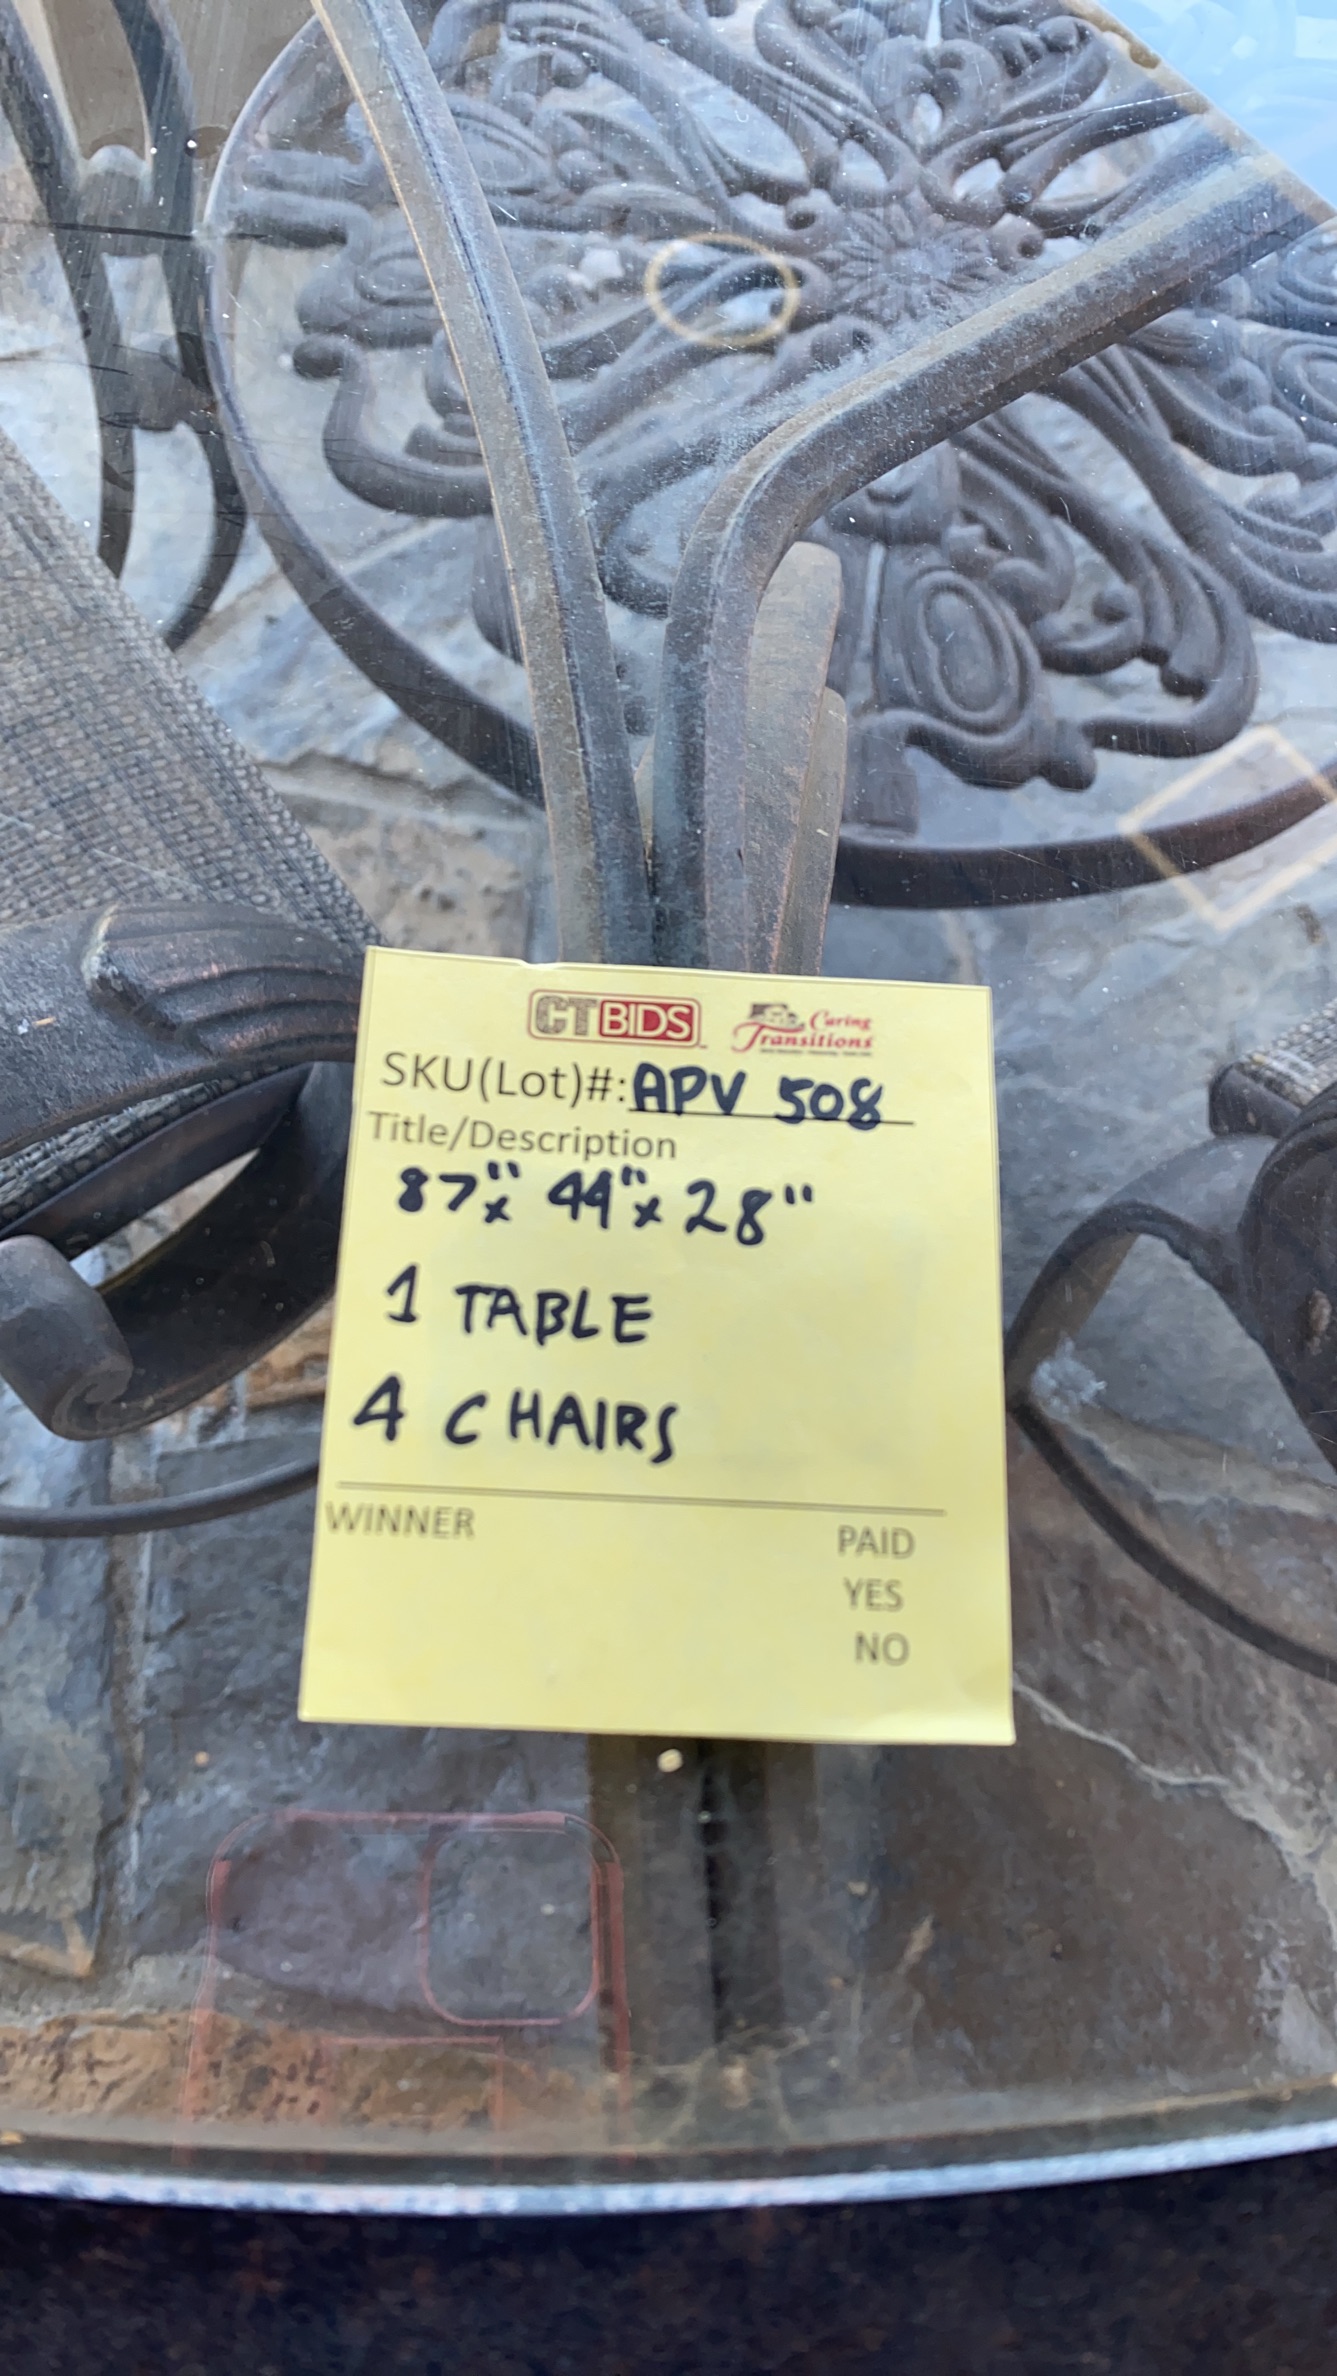 CTBIDS Caring Transitions
SKU(Lot)#: APV 508
Title/Description
87" x 44" x 28"
1 TABLE
4 CHAIRS
WINNER PAID
YES
NO